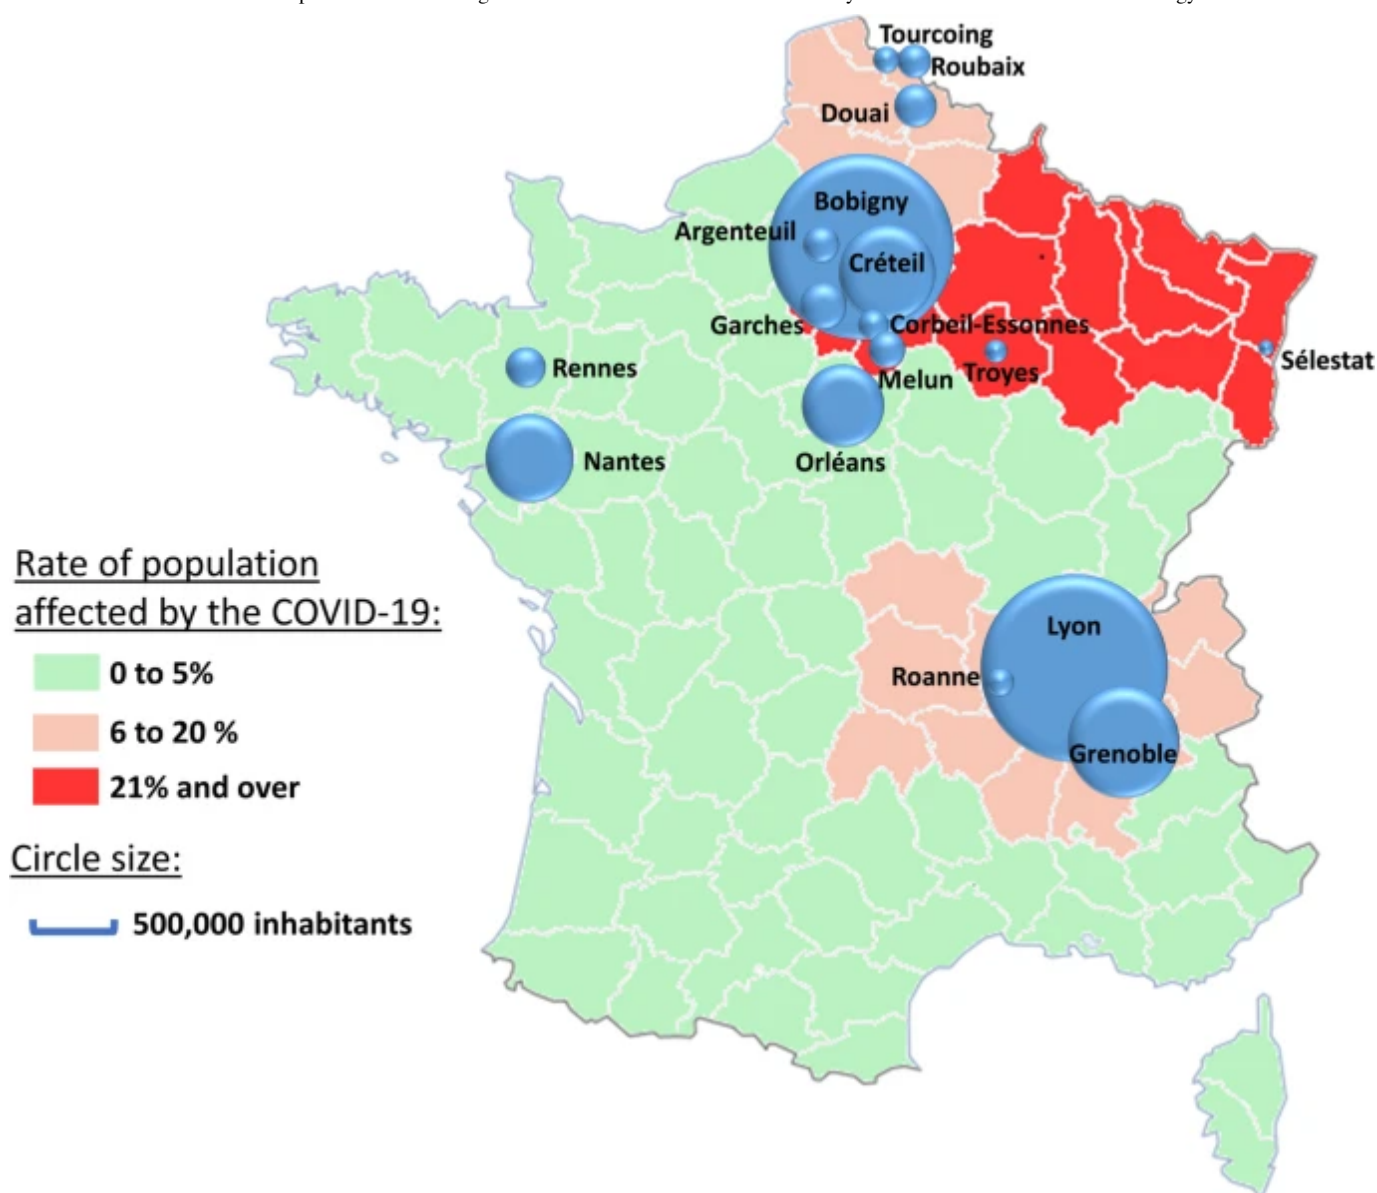 Tourcoing
Roubaix
Douai
Bobigny
Argenteuil
Créteil
Garches
Corbeil-Essonnes
Rennes
Melun
Troyes
Sélestat
Nantes
Orléans
Rate of population
affected by the COVID-19:
0 to 5%
6 to 20 %
21% and over
Circle size:
500,000 inhabitants
Lyon
Roanne
Grenoble